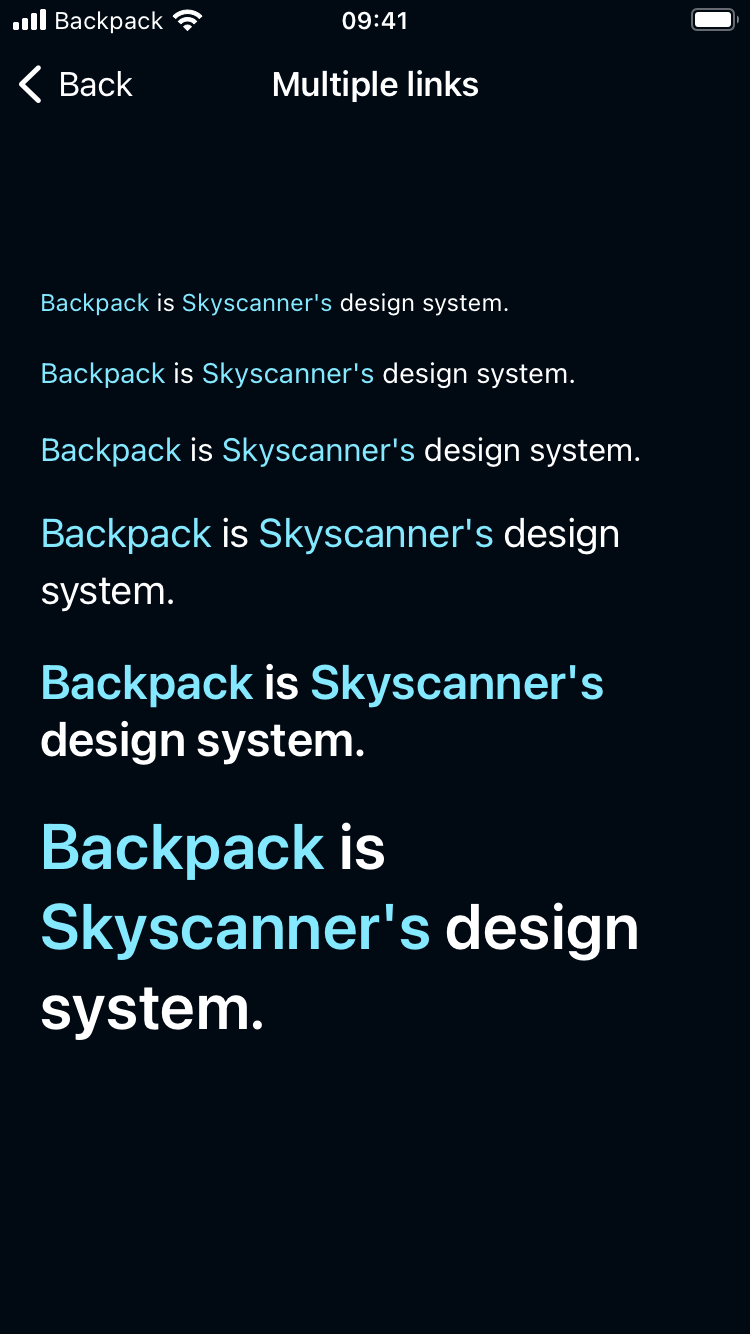 Backpack 09:41
Back Multiple links
Backpack is Skyscanner's design system.
Backpack is Skyscanner's design system.
Backpack is Skyscanner's design system.
Backpack is Skyscanner's design
system.
Backpack is Skyscanner's
design system.
Backpack is
Skyscanner's design
system.